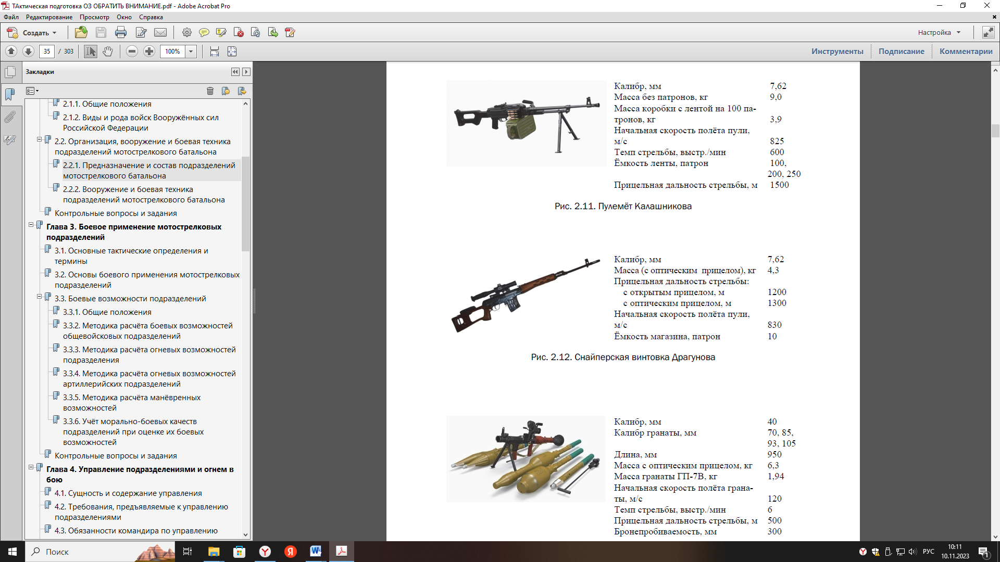 ТАктическая подготовка ОЗ ОБРАТИТЬ ВНИМАНИЕ.pdf - Adobe Acrobat Pro
Файл Редактирование Просмотр Окно Справка
Создать
Настройка
35 / 303
100%
Инструменты Подписание Комментарии
Закладки
2.1.1. Общие положения
2.1.2. Виды и рода войск Вооружённых сил
Российской Федерации
2.2. Организация, вооружение и боевая техника
подразделений мотострелкового батальона
2.2.1. Предназначение и состав подразделений
мотострелкового батальона
2.2.2. Вооружение и боевая техника
подразделений мотострелкового батальона
Контрольные вопросы и задания
Глава 3. Боевое применение мотострелковых
подразделений
3.1. Основные тактические определения и
термины
3.2. Основы боевого применения мотострелковых
подразделений
3.3. Боевые возможности подразделений
3.3.1. Общие положения
3.3.2. Методика расчёта боевых возможностей
общевойсковых подразделений
3.3.3. Методика расчёта огневых возможностей
подразделения
3.3.4. Методика расчёта огневых возможностей
артиллерийских подразделений
3.3.5. Методика расчёта манёвренных
возможностей
3.3.6. Учёт морально-боевых качеств
подразделений при оценке их боевых
возможностей
Контрольные вопросы и задания
Глава 4. Управление подразделениями и огнем в
бою
4.1. Сущность и содержание управления
4.2. Требования, предъявляемые к управлению
подразделениями
4.3. Обязанности командира по управлению
Калибр, мм 7,62
Масса без патронов, кг 9,0
Масса коробки с лентой на 100 па-
тронов, кг 3,9
Начальная скорость полёта пули,
м/с 825
Темп стрельбы, выстр./мин 600
Ёмкость ленты, патрон 100,
200, 250
Прицельная дальность стрельбы, м 1500
Рис. 2.11. Пулемёт Калашникова
Калибр, мм 7,62
Масса (с оптическим прицелом), кг 4,3
Прицельная дальность стрельбы:
с открытым прицелом, м 1200
с оптическим прицелом, м 1300
Начальная скорость полёта пули,
м/с 830
Ёмкость магазина, патрон 10
Рис. 2.12. Снайперская винтовка Драгунова
Калибр, мм 40
Калибр гранаты, мм 70, 85,
93, 105
Длина, мм 950
Масса с оптическим прицелом, кг 6,3
Масса гранаты ГП-7В, кг 1,94
Начальная скорость полёта грана-
ты, м/с 120
Темп стрельбы, выстр./мин 6
Прицельная дальность стрельбы, м 500
Бронепробиваемость, мм 300
Поиск
РУС
10:11
10.11.2023
1